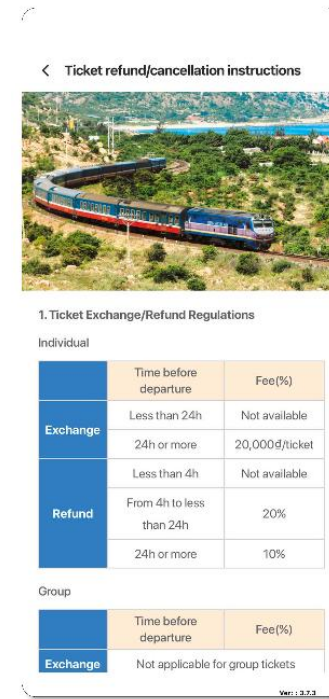 Ticket refund/cancellation instructions
1. Ticket Exchange/Refund Regulations
Individual
Time before
departure
Fee(%)
Exchange
Less than 24h
Not available
24h or more
20,000₫/ticket
Refund
Less than 4h
Not available
From 4h to less
than 24h
20%
24h or more
10%
Group
Time before
departure
Fee(%)
Exchange
Not applicable for group tickets
Ver: : 3.7.3